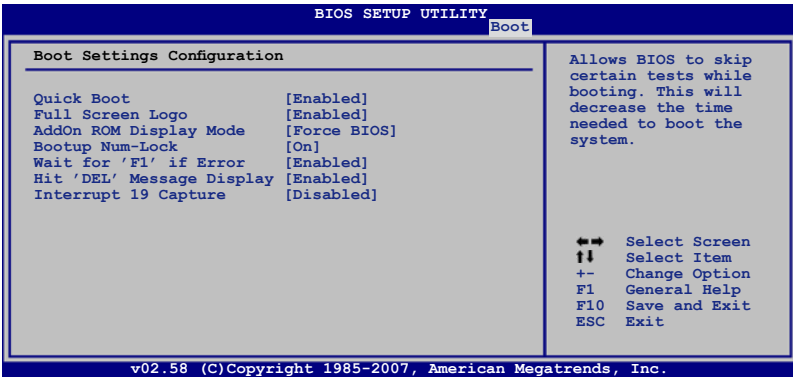 BIOS SETUP UTILITY
Boot
Boot Settings Configuration
Quick Boot [Enabled]
Full Screen Logo [Enabled]
AddOn ROM Display Mode [Force BIOS]
Bootup Num-Lock [On]
Wait for ’F1’ if Error [Enabled]
Hit ’DEL’ Message Display [Enabled]
Interrupt 19 Capture [Disabled]
Allows BIOS to skip
certain tests while
booting. This will
decrease the time
needed to boot the
system.
←→ Select Screen
↑↓ Select Item
+- Change Option
F1 General Help
F10 Save and Exit
ESC Exit
v02.58 (C)Copyright 1985-2007, American Megatrends, Inc.